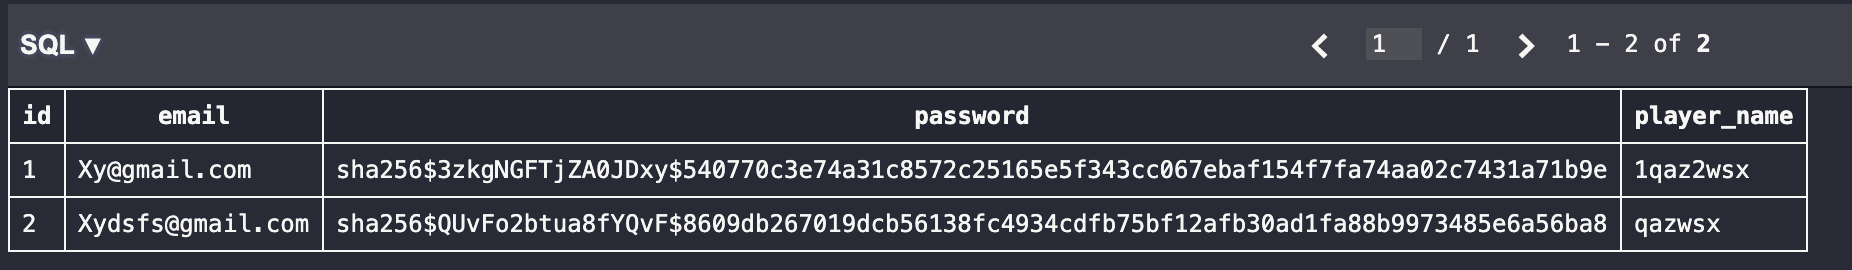 SQL ▼ < 1 / 1 > 1 – 2 of 2
id email password player_name
1 Xy@gmail.com sha256$3zkgNGFTjZA0JDxy$540770c3e74a31c8572c25165e5f343cc067ebaf154f7fa74aa02c7431a71b9e 1qaz2wsx
2 Xydsfs@gmail.com sha256$QUvFo2btua8fYQvF$8609db267019dcb56138fc4934cdfb75bf12afb30ad1fa88b9973485e6a56ba8 qazwsx